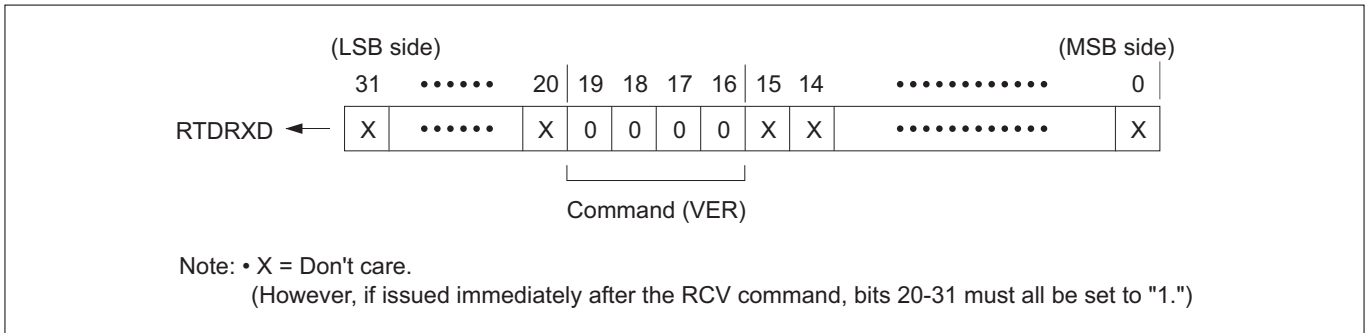 (LSB side) (MSB side)
31 •••••• 20 19 18 17 16 15 14 •••••••••••• 0
RTDRXD X •••••• X 0 0 0 0 X X •••••••••••• X
Command (VER)
Note: • X = Don't care.
(However, if issued immediately after the RCV command, bits 20-31 must all be set to "1.")